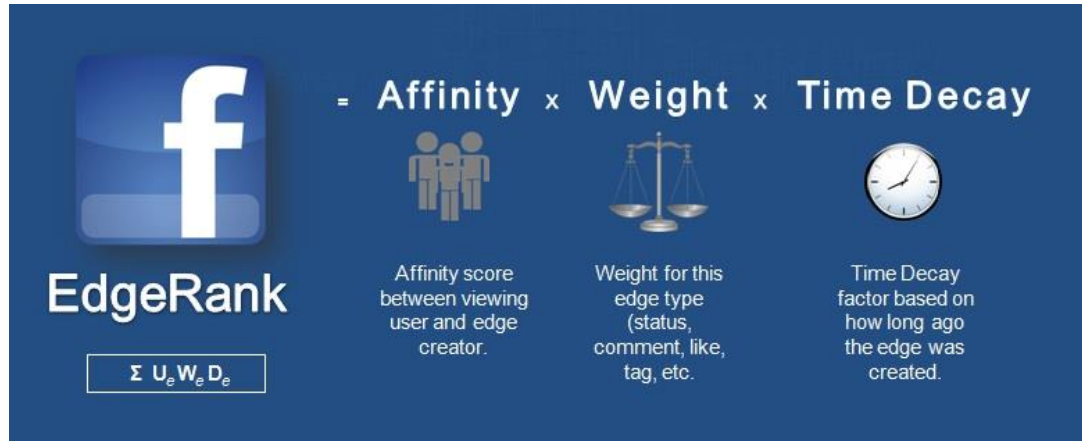 f
= Affinity x Weight x Time Decay
EdgeRank
Σ UₑWₑDₑ
Affinity score
between viewing
user and edge
creator.
Weight for this
edge type
(status,
comment, like,
tag, etc.
Time Decay
factor based on
how long ago
the edge was
created.